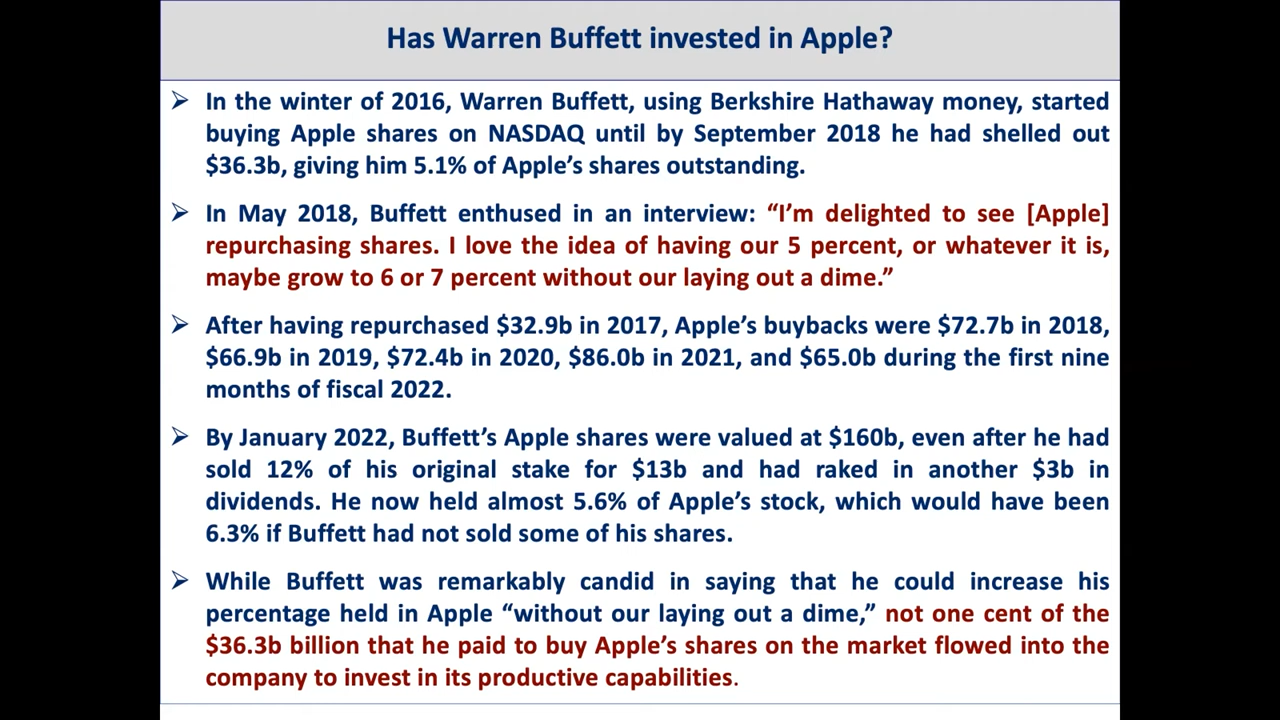 Has Warren Buffett invested in Apple?
➢ In the winter of 2016, Warren Buffett, using Berkshire Hathaway money, started
buying Apple shares on NASDAQ until by September 2018 he had shelled out
$36.3b, giving him 5.1% of Apple’s shares outstanding.
➢ In May 2018, Buffett enthused in an interview: “I’m delighted to see [Apple]
repurchasing shares. I love the idea of having our 5 percent, or whatever it is,
maybe grow to 6 or 7 percent without our laying out a dime.”
➢ After having repurchased $32.9b in 2017, Apple’s buybacks were $72.7b in 2018,
$66.9b in 2019, $72.4b in 2020, $86.0b in 2021, and $65.0b during the first nine
months of fiscal 2022.
➢ By January 2022, Buffett’s Apple shares were valued at $160b, even after he had
sold 12% of his original stake for $13b and had raked in another $3b in
dividends. He now held almost 5.6% of Apple’s stock, which would have been
6.3% if Buffett had not sold some of his shares.
➢ While Buffett was remarkably candid in saying that he could increase his
percentage held in Apple “without our laying out a dime,” not one cent of the
$36.3b billion that he paid to buy Apple’s shares on the market flowed into the
company to invest in its productive capabilities.